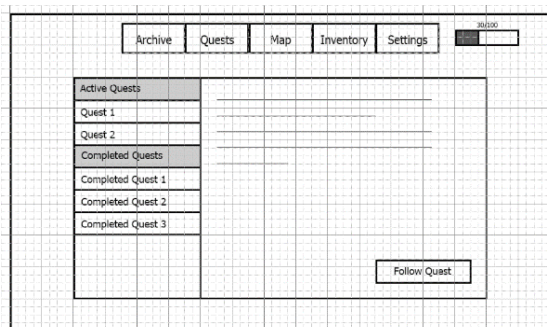 30/100
Archive Quests Map Inventory Settings
Active Quests
Quest 1
Quest 2
Completed Quests
Completed Quest 1
Completed Quest 2
Completed Quest 3
Follow Quest